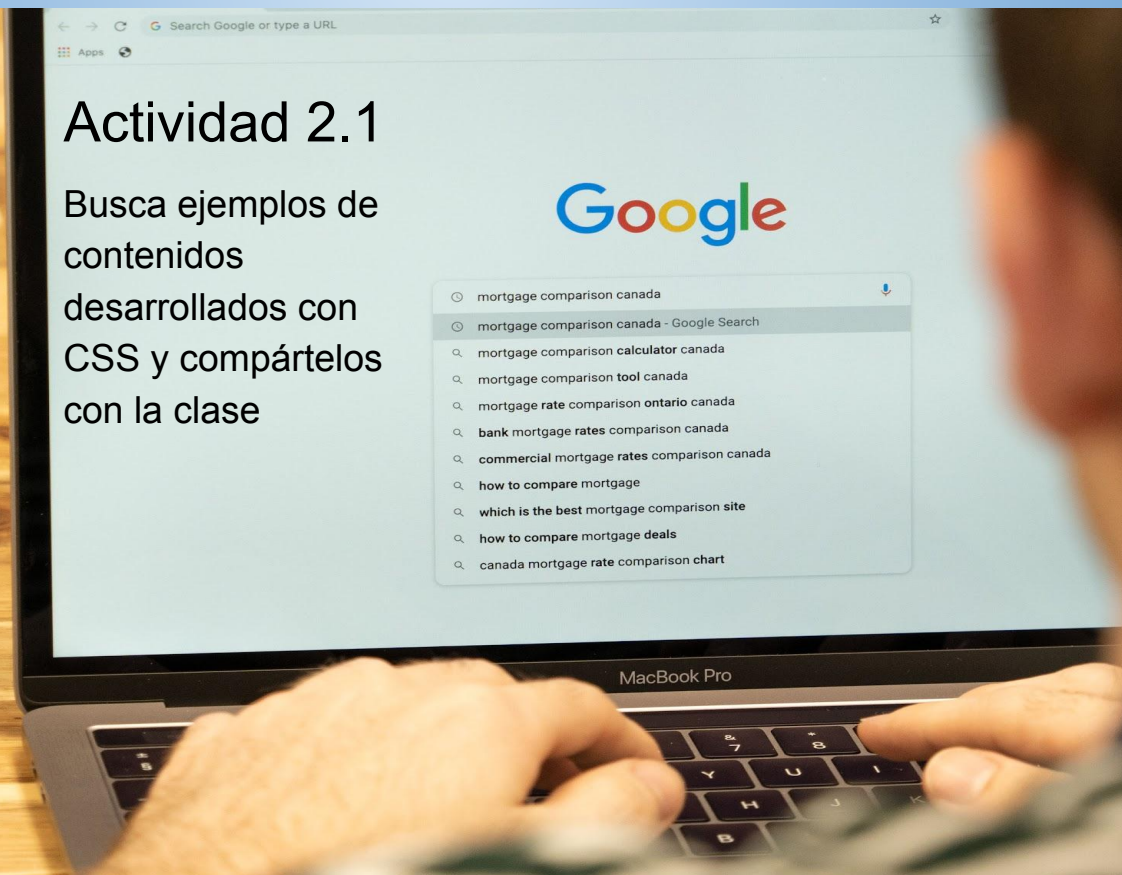 Search Google or type a URL
Apps
Actividad 2.1
Busca ejemplos de
contenidos
desarrollados con
CSS y compártelos
con la clase
Google
mortgage comparison canada
mortgage comparison canada - Google Search
mortgage comparison calculator canada
mortgage comparison tool canada
mortgage rate comparison ontario canada
bank mortgage rates comparison canada
commercial mortgage rates comparison canada
how to compare mortgage
which is the best mortgage comparison site
how to compare mortgage deals
canada mortgage rate comparison chart
MacBook Pro
& *
7 8
Y U I
H J K
B